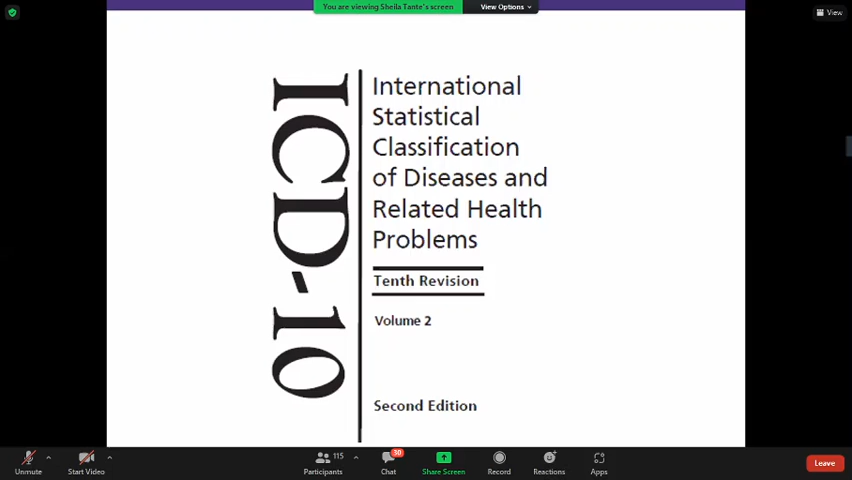 You are viewing Sheila Tante's screen
View Options
View
ICD-10
International
Statistical
Classification
of Diseases and
Related Health
Problems
Tenth Revision
Volume 2
Second Edition
Unmute
Start Video
115
Participants
30
Chat
Share Screen
Record
Reactions
Apps
Leave